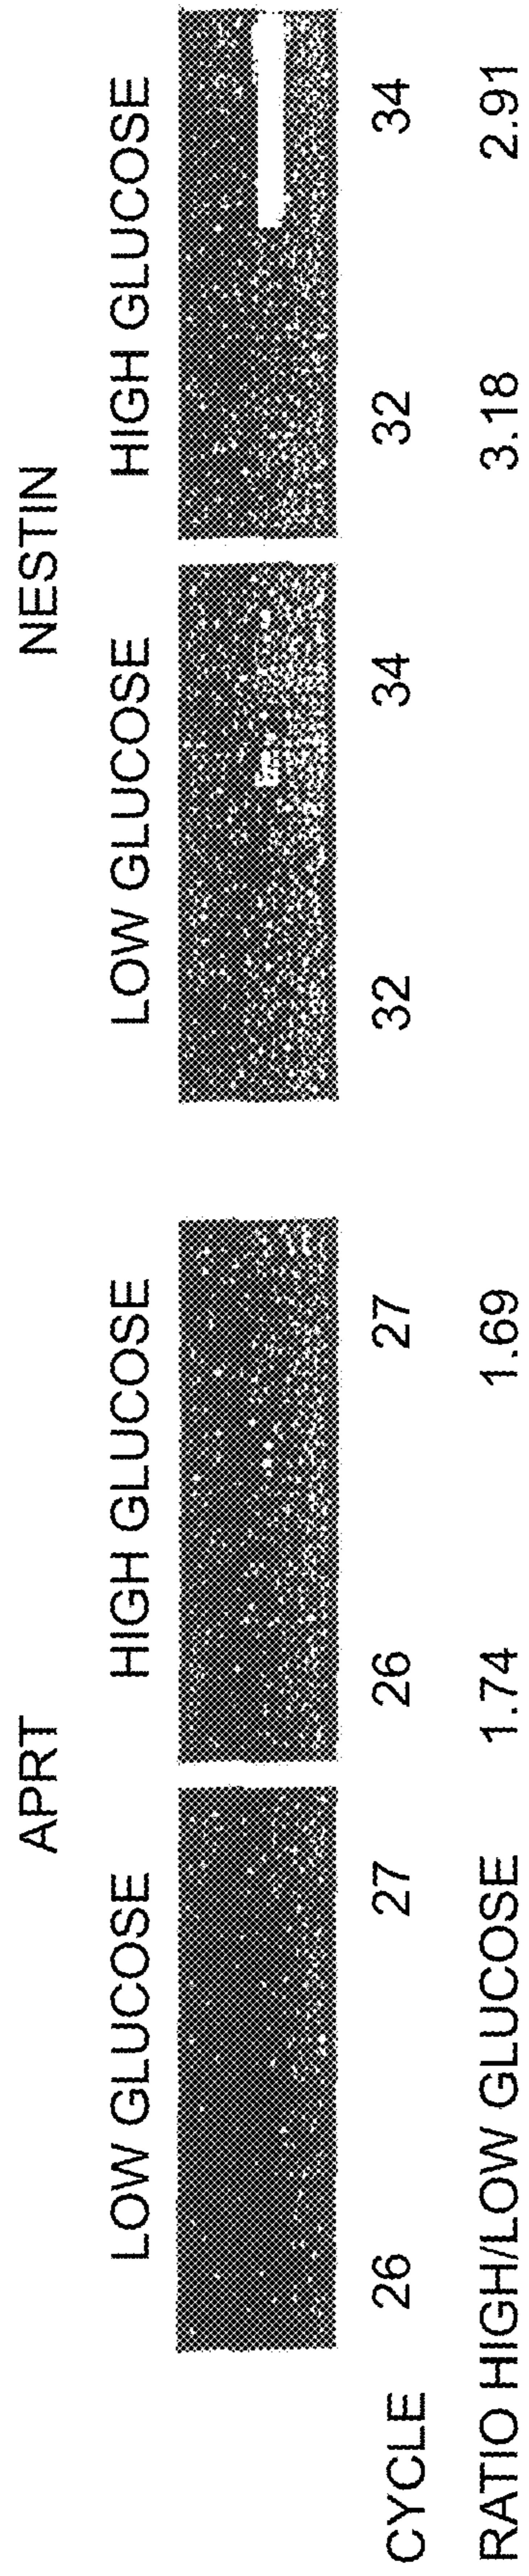 APRT NESTIN
LOW GLUCOSE HIGH GLUCOSE LOW GLUCOSE HIGH GLUCOSE
CYCLE 26 27 26 27 32 34 32 34
RATIO HIGH/LOW GLUCOSE 1.74 1.69 3.18 2.91